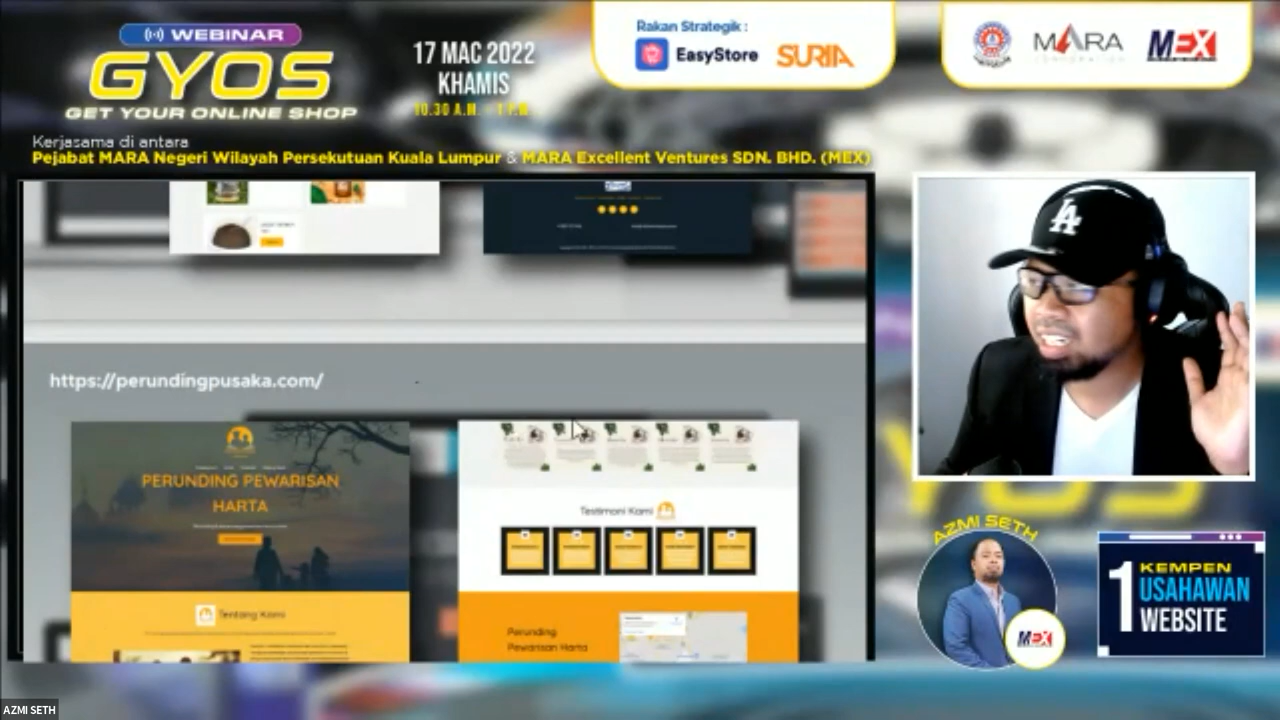 WEBINAR
GYOS
GET YOUR ONLINE SHOP
17 MAC 2022
KHAMIS
10.30 A.M. - 1 P.M.
Rakan Strategik :
EasyStore
SURIA
MARA
CORPORATION
MEX
Kerjasama di antara
Pejabat MARA Negeri Wilayah Persekutuan Kuala Lumpur & MARA Excellent Ventures SDN. BHD. (MEX)
LA
https://perundingpusaka.com/
PERUNDING PEWARISAN
HARTA
Tentang Kami
Testimoni Kami
Perunding
Pewarisan Harta
AZMI SETH
MEX
1 KEMPEN
USAHAWAN
WEBSITE
AZMI SETH